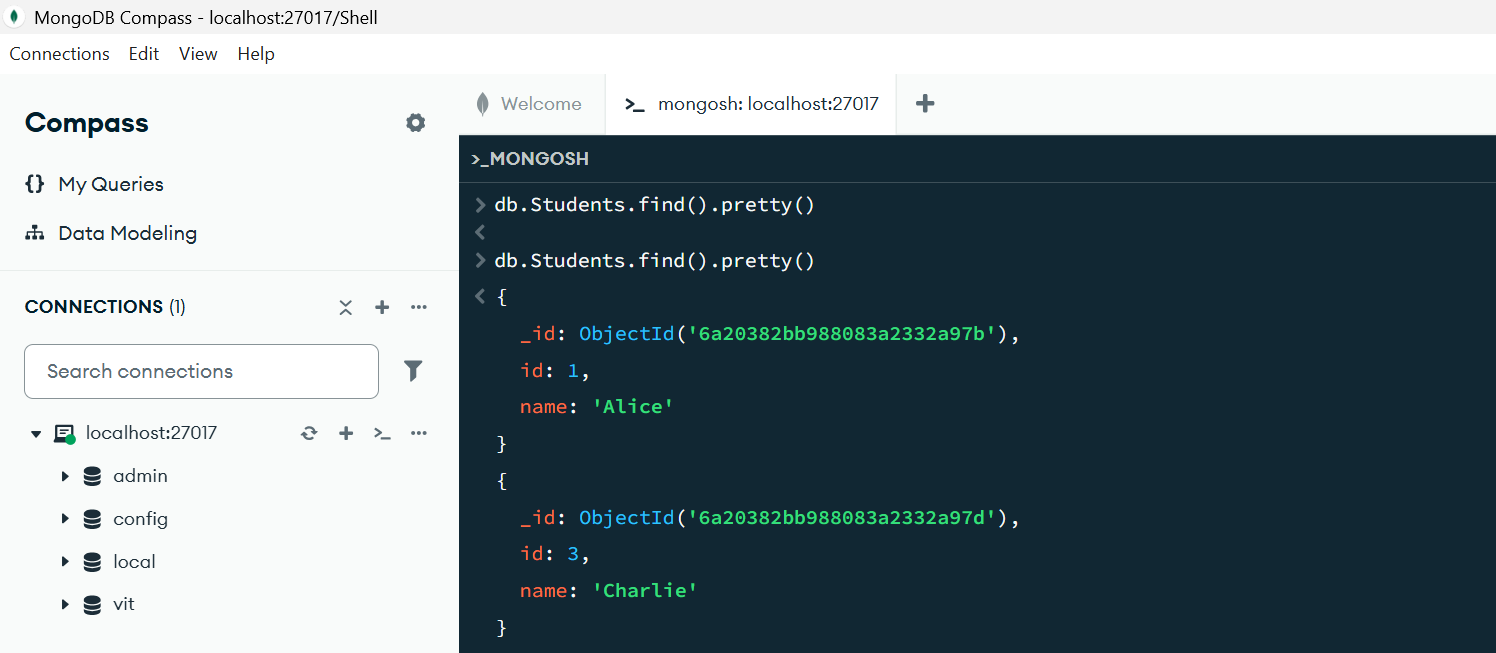 MongoDB Compass - localhost:27017/Shell
Connections Edit View Help
Compass
My Queries
Data Modeling
CONNECTIONS (1)
Search connections
localhost:27017
admin
config
local
vit
Welcome
>_ mongosh: localhost:27017 +
>_MONGOSH
> db.Students.find().pretty()
<
> db.Students.find().pretty()
< {
_id: ObjectId('6a20382bb988083a2332a97b'),
id: 1,
name: 'Alice'
}
{
_id: ObjectId('6a20382bb988083a2332a97d'),
id: 3,
name: 'Charlie'
}